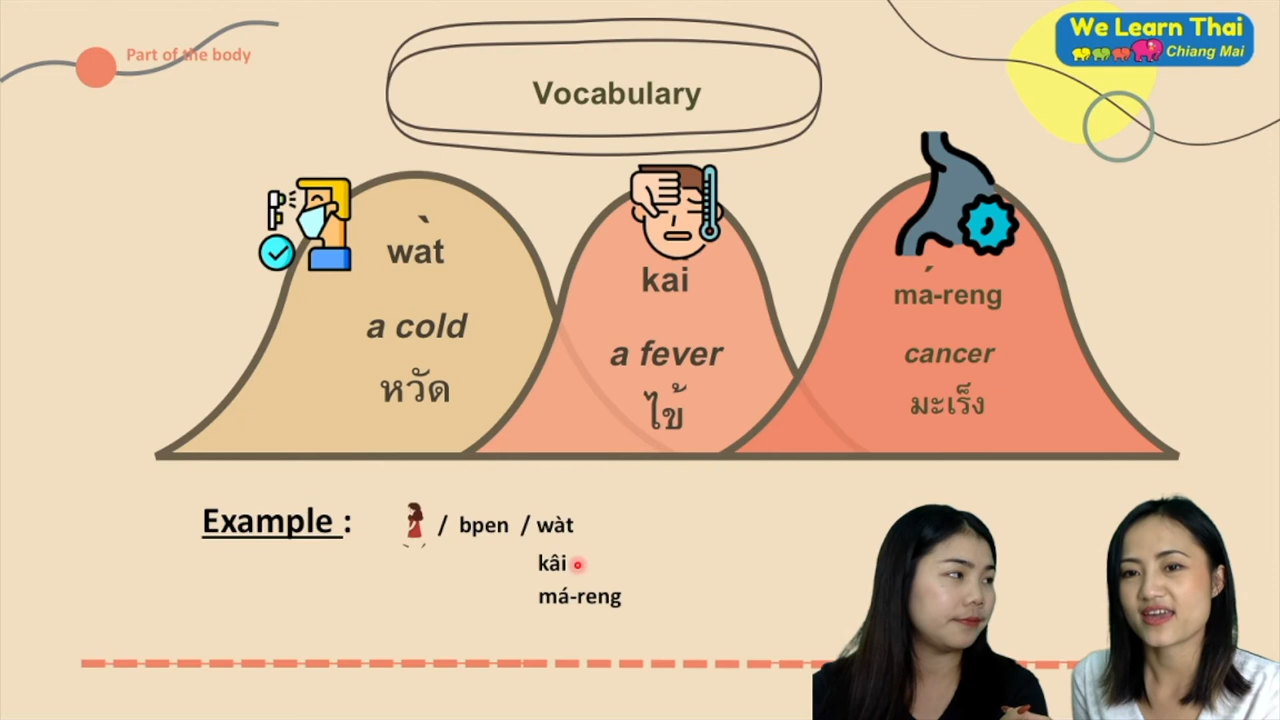 Part of the body
We Learn Thai
Chiang Mai
Vocabulary
wàt
a cold
หวัด
kai
a fever
ไข้
má-reng
cancer
มะเร็ง
Example :
/ bpen / wàt
kâi
má-reng